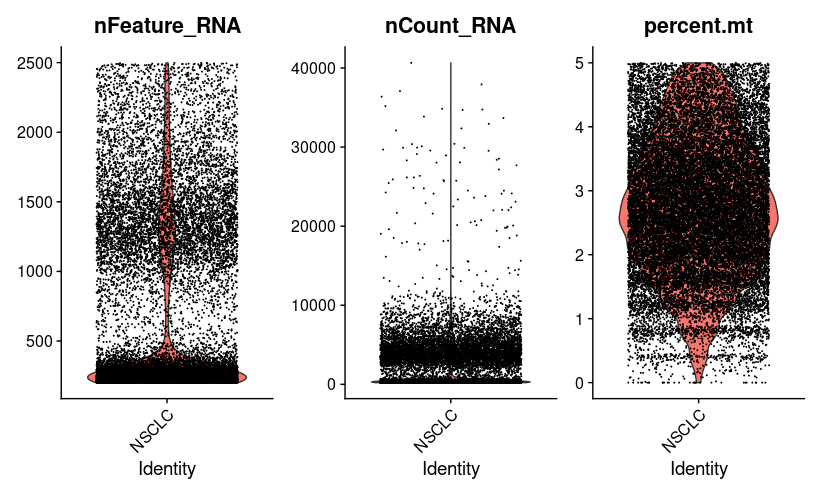 nFeature_RNA
2500
2000
1500
1000
500
NSCLC
Identity
nCount_RNA
40000
30000
20000
10000
0
NSCLC
Identity
percent.mt
5
4
3
2
1
0
NSCLC
Identity